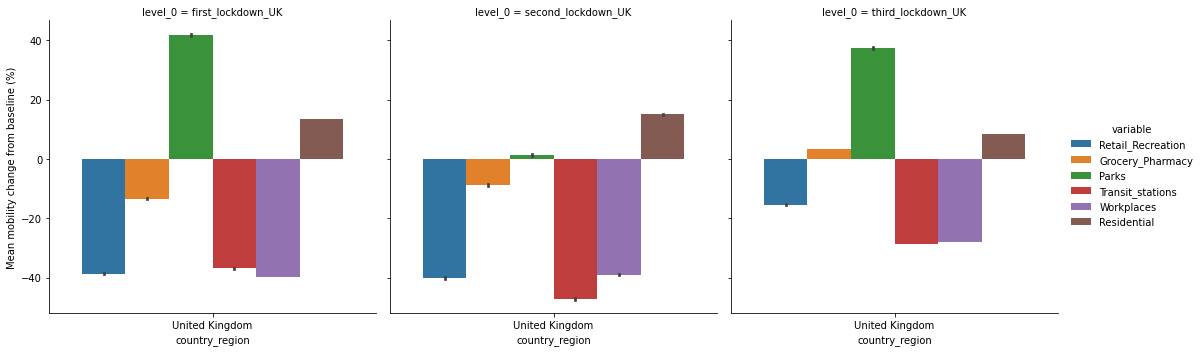 level_0 = first_lockdown_UK
level_0 = second_lockdown_UK
level_0 = third_lockdown_UK
Mean mobility change from baseline (%)
40
20
0
−20
−40
United Kingdom
country_region
United Kingdom
country_region
United Kingdom
country_region
variable
Retail_Recreation
Grocery_Pharmacy
Parks
Transit_stations
Workplaces
Residential